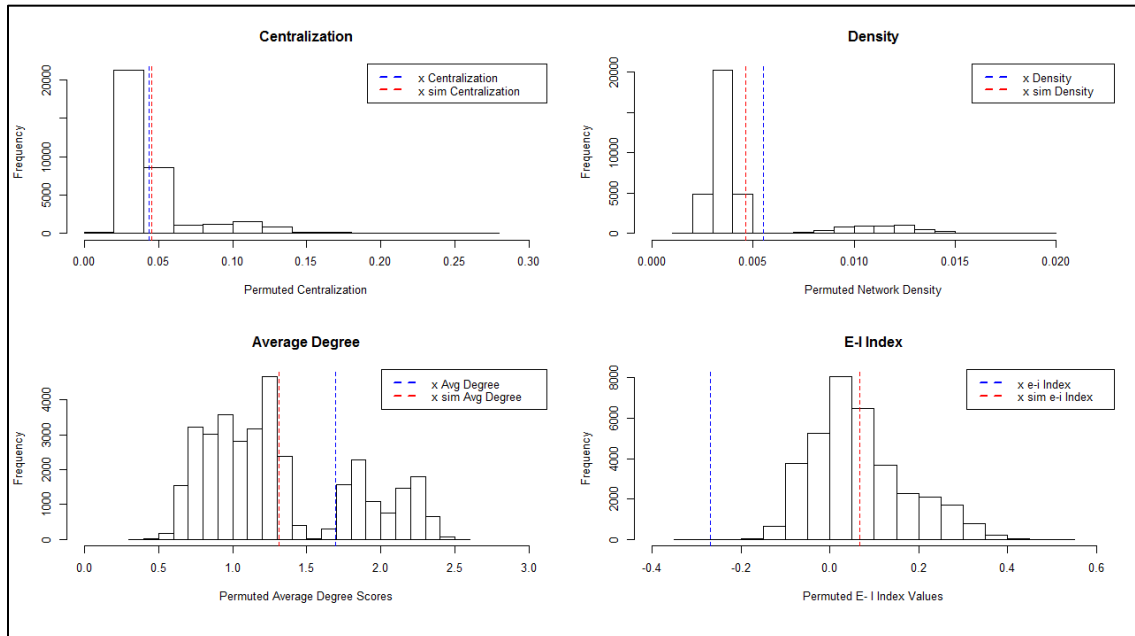 Centralization
x Centralization
x sim Centralization
Frequency
0 5000 10000 20000
0.00 0.05 0.10 0.15 0.20 0.25 0.30
Permuted Centralization
Density
x Density
x sim Density
Frequency
0 5000 10000 20000
0.000 0.005 0.010 0.015 0.020
Permuted Network Density
Average Degree
x Avg Degree
x sim Avg Degree
Frequency
0 1000 2000 3000 4000
0.0 0.5 1.0 1.5 2.0 2.5 3.0
Permuted Average Degree Scores
E-I Index
x e-i Index
x sim e-i Index
Frequency
0 2000 4000 6000 8000
-0.4 -0.2 0.0 0.2 0.4 0.6
Permuted E- I Index Values